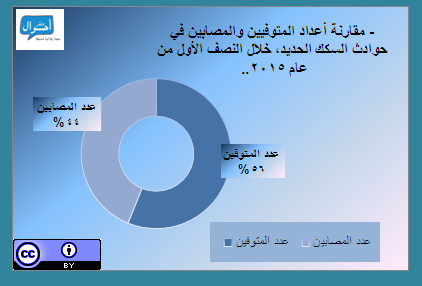 - مقارنة أعداد المتوفيين والمصابين في
حوادث السكك الحديد، خلال النصف الأول من
عام ٢٠١٥..
عدد المصابين
٤٤ %
عدد المتوفين
٥٦ %
عدد المصابين
عدد المتوفين
BY